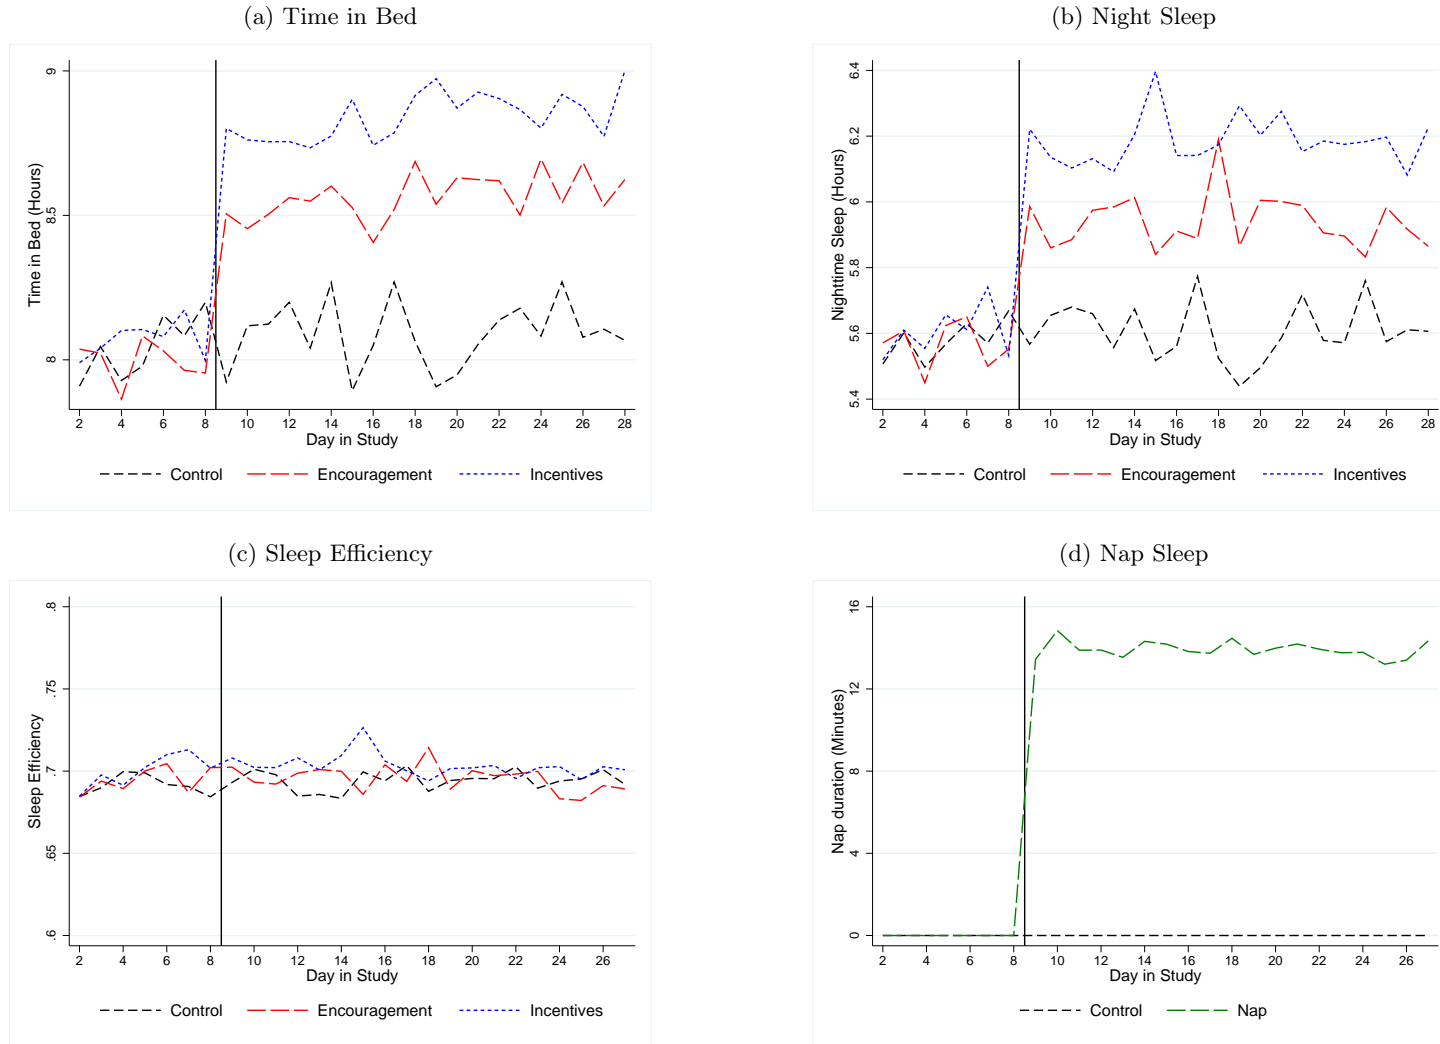 (a) Time in Bed
Time in Bed (Hours)
9
8.5
8
2 4 6 8 10 12 14 16 18 20 22 24 26 28
Day in Study
Control Encouragement Incentives
(b) Night Sleep
Nighttime Sleep (Hours)
6.4
6.2
6
5.8
5.6
5.4
2 4 6 8 10 12 14 16 18 20 22 24 26 28
Day in Study
Control Encouragement Incentives
(c) Sleep Efficiency
Sleep Efficiency
.8
.75
.7
.65
.6
2 4 6 8 10 12 14 16 18 20 22 24 26
Day in Study
Control Encouragement Incentives
(d) Nap Sleep
Nap duration (Minutes)
16
12
8
4
0
2 4 6 8 10 12 14 16 18 20 22 24 26
Day in Study
Control Nap